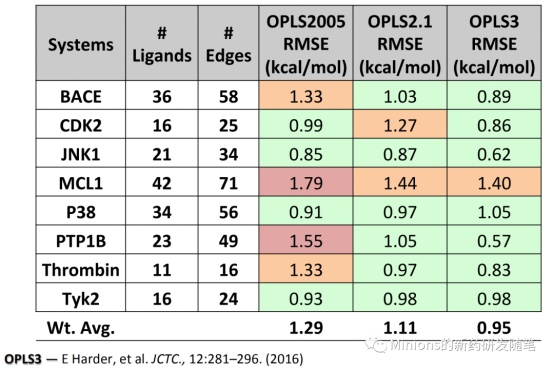 Systems # Ligands # Edges OPLS2005 RMSE (kcal/mol) OPLS2.1 RMSE (kcal/mol) OPLS3 RMSE (kcal/mol)
BACE 36 58 1.33 1.03 0.89
CDK2 16 25 0.99 1.27 0.86
JNK1 21 34 0.85 0.87 0.62
MCL1 42 71 1.79 1.44 1.40
P38 34 56 0.91 0.97 1.05
PTP1B 23 49 1.55 1.05 0.57
Thrombin 11 16 1.33 0.97 0.83
Tyk2 16 24 0.93 0.98 0.98
Wt. Avg. 1.29 1.11 0.95
Minions的新药研发随笔
OPLS3 — E Harder, et al. JCTC., 12:281–296. (2016)